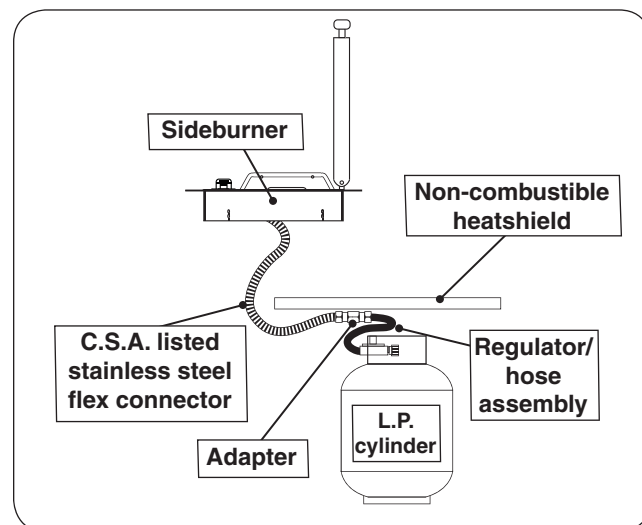 Sideburner
Non-combustible
heatshield
C.S.A. listed
stainless steel
flex connector
Regulator/
hose
assembly
L.P.
cylinder
Adapter